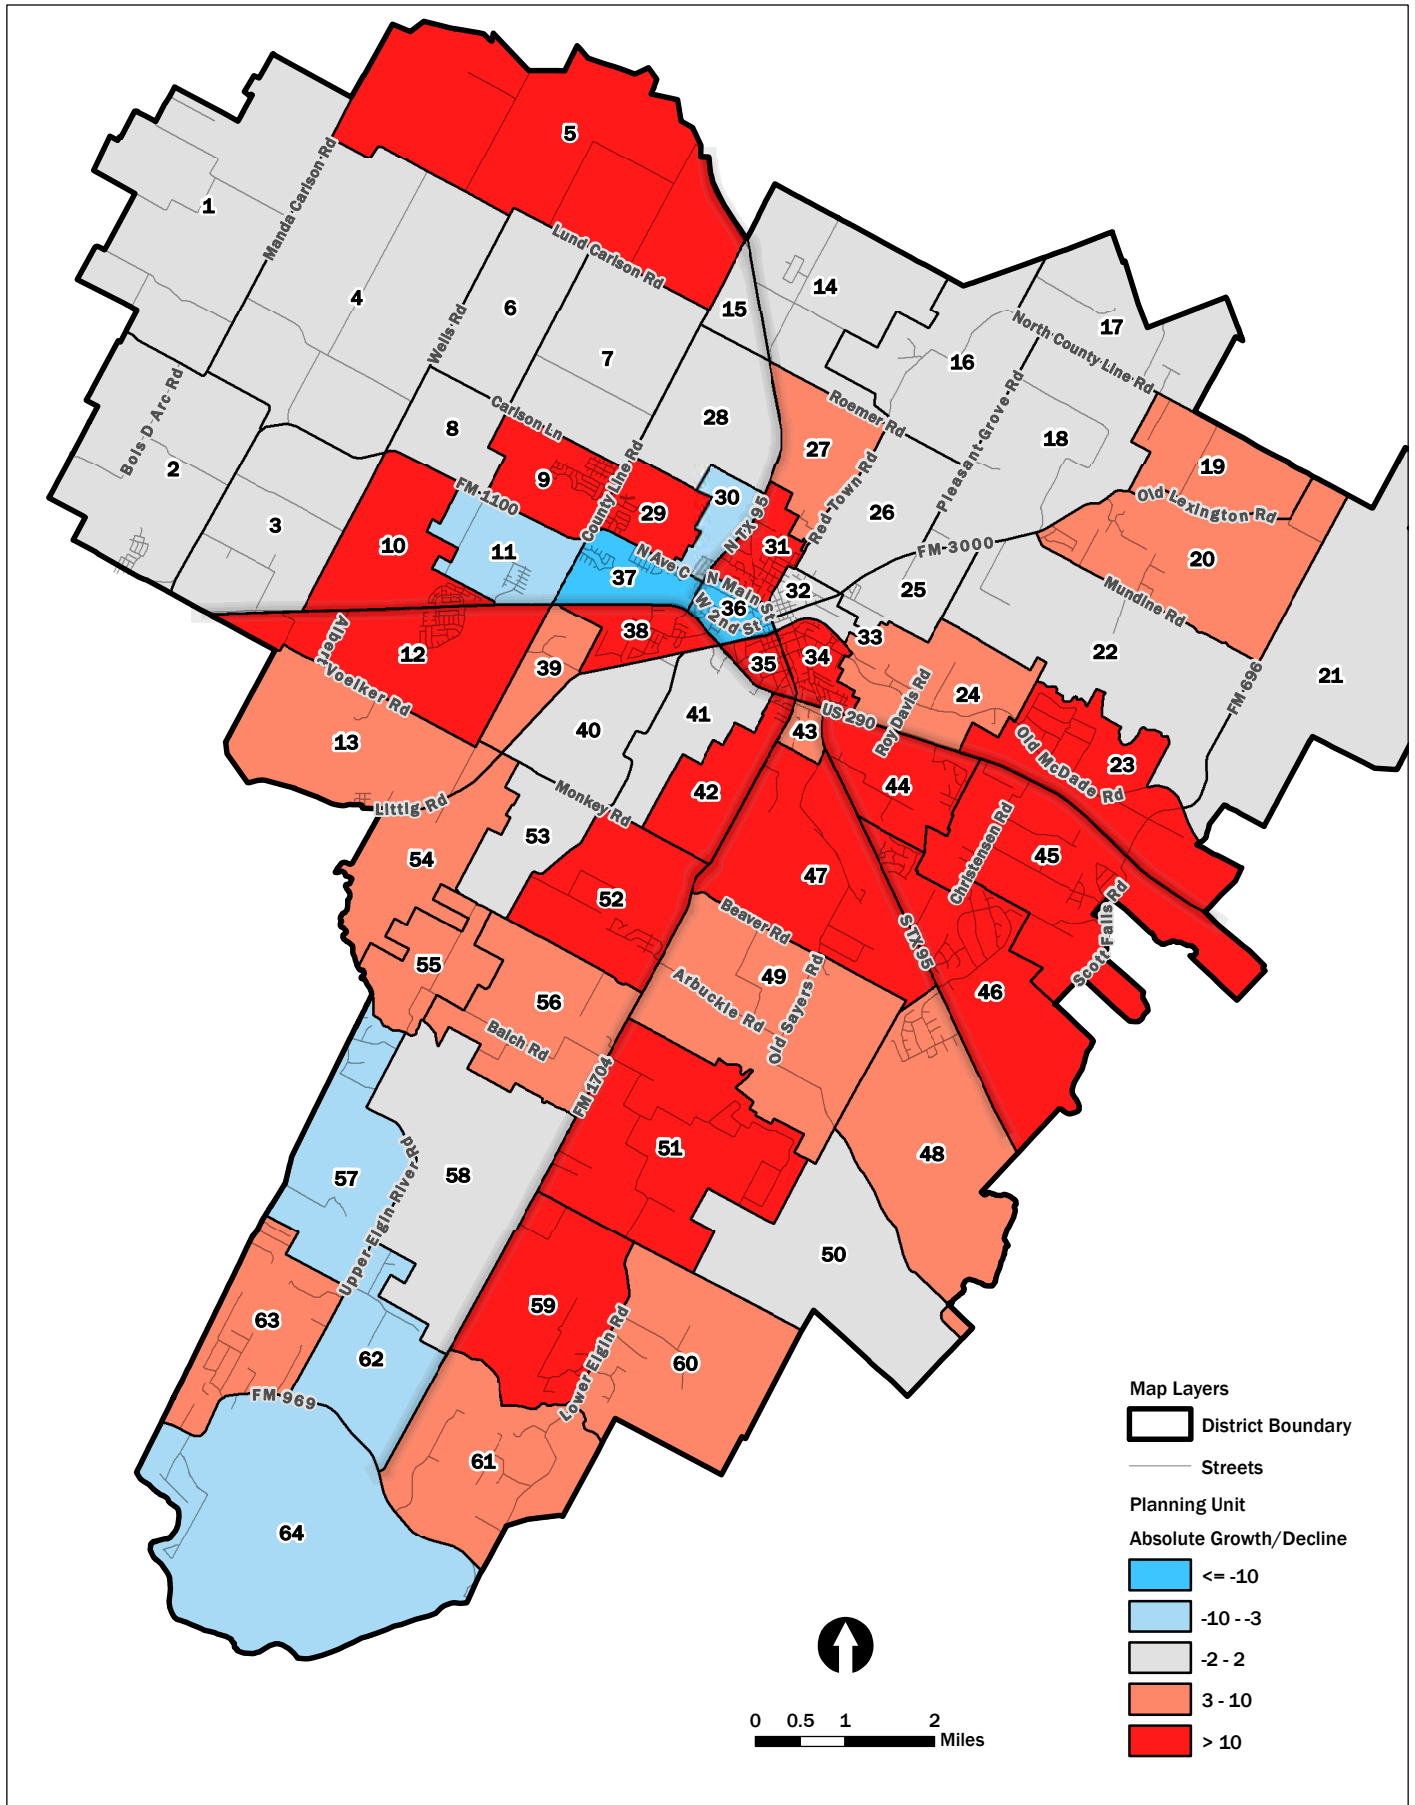 5
1
Manda Carlson Rd
Lund Carlson Rd
4
6
Wells Rd
7
15
14
16
17
North County Line Rd
Bois D Arc Rd
2
8
Carlson Ln
28
Roemer Rd
Pleasant Grove Rd
18
3
FM 1100
9
County Line Rd
29
30
N TX 95
27
Red Town Rd
26
19
Old Lexington Rd
10
11
37
N Ave C
31
N Main St
32
36
W 2nd St
FM-3000
25
20
Mundine Rd
Albert Voelker Rd
12
38
39
35
34
33
22
21
FM 696
13
40
41
43
US 290
Roy Davis Rd
24
Old McDade Rd
23
Littig Rd
Monkey Rd
42
44
54
53
52
47
Christensen Rd
45
Beaver Rd
S TX 95
Scott Falls Rd
55
56
Arbuckle Rd
49
Old Sayers Rd
46
Balch Rd
FM 1704
57
58
Upper Elgin River Rd
51
48
50
63
62
59
Lower Elgin Rd
60
FM 969
61
64
Map Layers
District Boundary
Streets
Planning Unit
Absolute Growth/Decline
<= -10
-10 - -3
-2 - 2
3 - 10
> 10
0 0.5 1 2
Miles